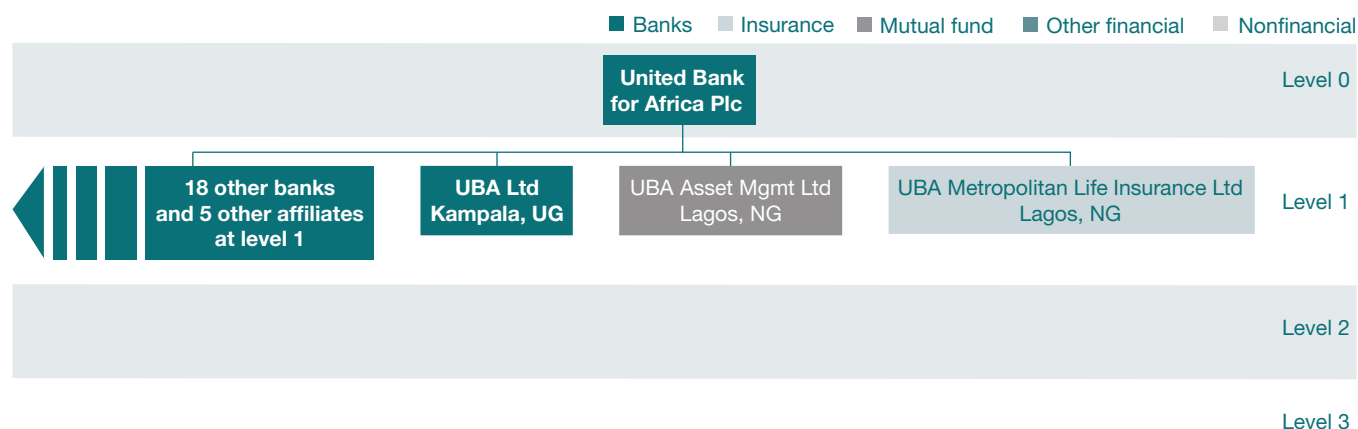 Banks Insurance Mutual fund Other financial Nonfinancial
United Bank
for Africa Plc
Level 0
18 other banks
and 5 other affiliates
at level 1
UBA Ltd
Kampala, UG
UBA Asset Mgmt Ltd
Lagos, NG
UBA Metropolitan Life Insurance Ltd
Lagos, NG
Level 1
Level 2
Level 3